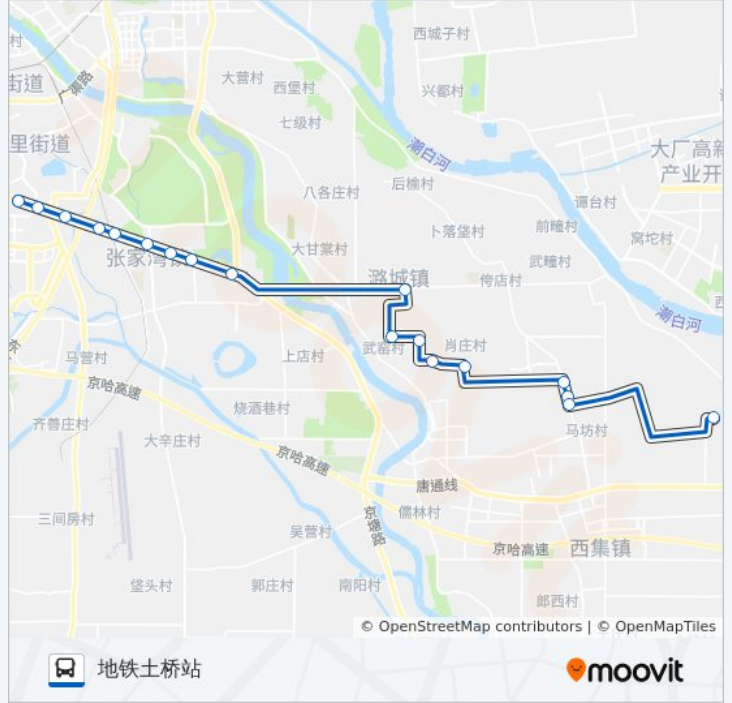 西城子村
村
大营村
街道
广渠路
西堡村
兴都村
七级村
里街道
潮白河
大厂高新
产业开
后榆村
八各庄村
谭台村
卜落垡村
前疃村
窝坨村
大甘棠村
张家湾镇
武疃村
潞城镇
侉店村
西
潮白河
武窑村
肖庄村
上店村
马营村
京哈高速
烧酒巷村
齐善庄村
马坊村
大辛庄村
京哈高速
唐通线
京塘路
儒林村
三间房村
吴营村
京哈高速
西集镇
垡头村
郭庄村
南阳村
郎西村
© OpenStreetMap contributors | © OpenMapTiles
地铁土桥站
moovit